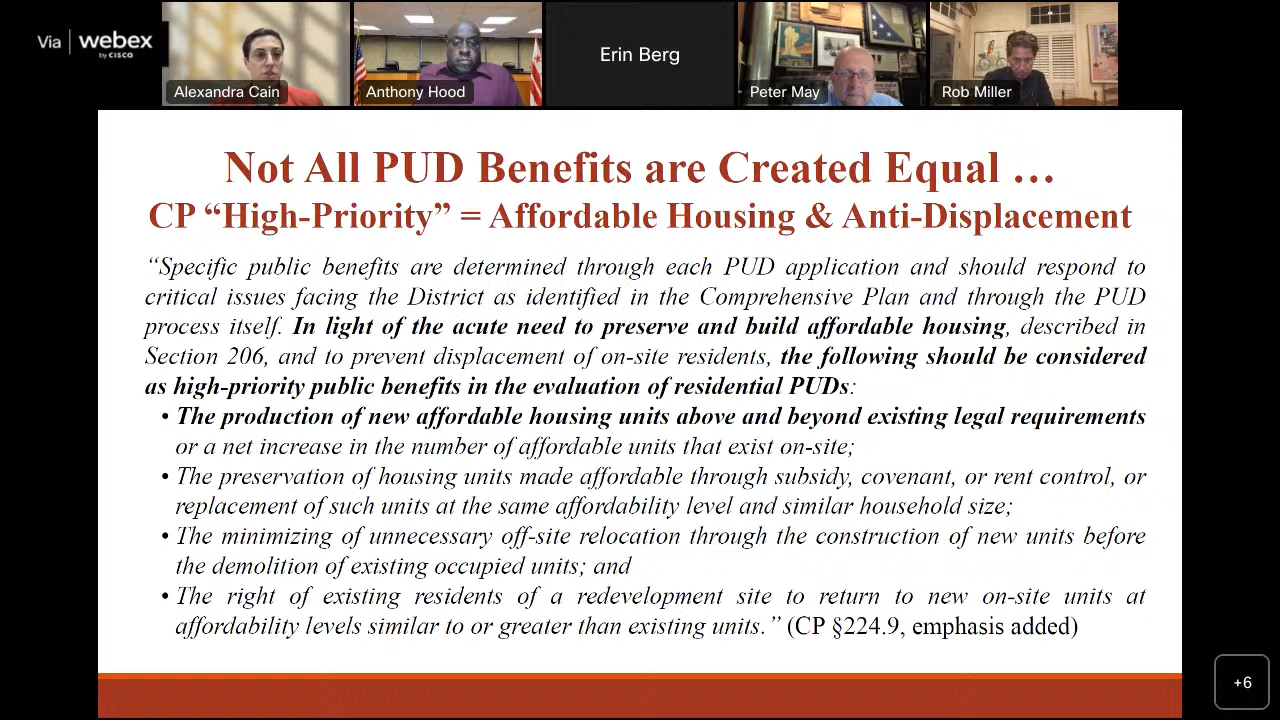 Via webex
by CISCO
Erin Berg
Alexandra Cain
Anthony Hood
Peter May
Rob Miller
Not All PUD Benefits are Created Equal …
CP “High-Priority” = Affordable Housing & Anti-Displacement
“Specific public benefits are determined through each PUD application and should respond to
critical issues facing the District as identified in the Comprehensive Plan and through the PUD
process itself. In light of the acute need to preserve and build affordable housing, described in
Section 206, and to prevent displacement of on-site residents, the following should be considered
as high-priority public benefits in the evaluation of residential PUDs:
• The production of new affordable housing units above and beyond existing legal requirements
or a net increase in the number of affordable units that exist on-site;
• The preservation of housing units made affordable through subsidy, covenant, or rent control, or
replacement of such units at the same affordability level and similar household size;
• The minimizing of unnecessary off-site relocation through the construction of new units before
the demolition of existing occupied units; and
• The right of existing residents of a redevelopment site to return to new on-site units at
affordability levels similar to or greater than existing units.” (CP §224.9, emphasis added)
+6